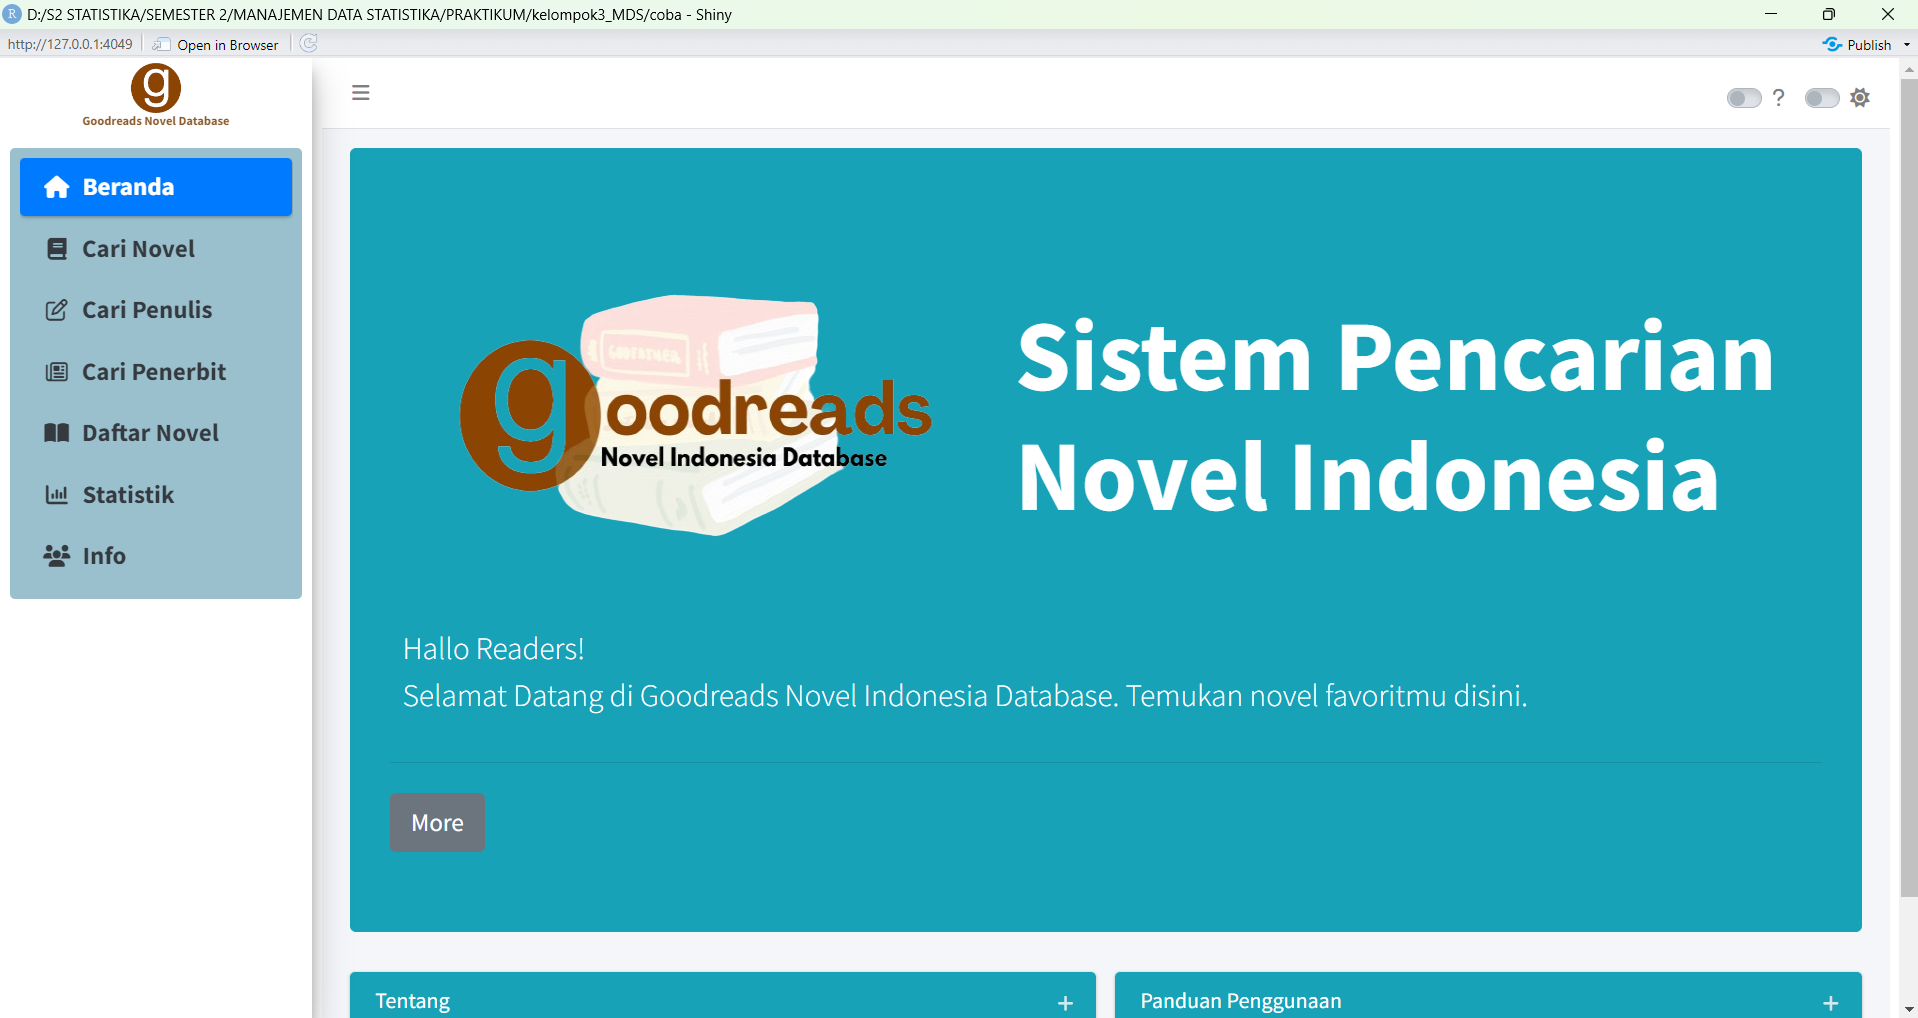 D:/S2 STATISTIKA/SEMESTER 2/MANAJEMEN DATA STATISTIKA/PRAKTIKUM/kelompok3_MDS/coba - Shiny
http://127.0.0.1:4049
Open in Browser
Publish
g
Goodreads Novel Database
?
Beranda
Cari Novel
Cari Penulis
Cari Penerbit
Daftar Novel
Statistik
Info
GODFATHER
goodreads
Novel Indonesia Database
Sistem Pencarian
Novel Indonesia
Hallo Readers!
Selamat Datang di Goodreads Novel Indonesia Database. Temukan novel favoritmu disini.
More
Tentang +
Panduan Penggunaan +